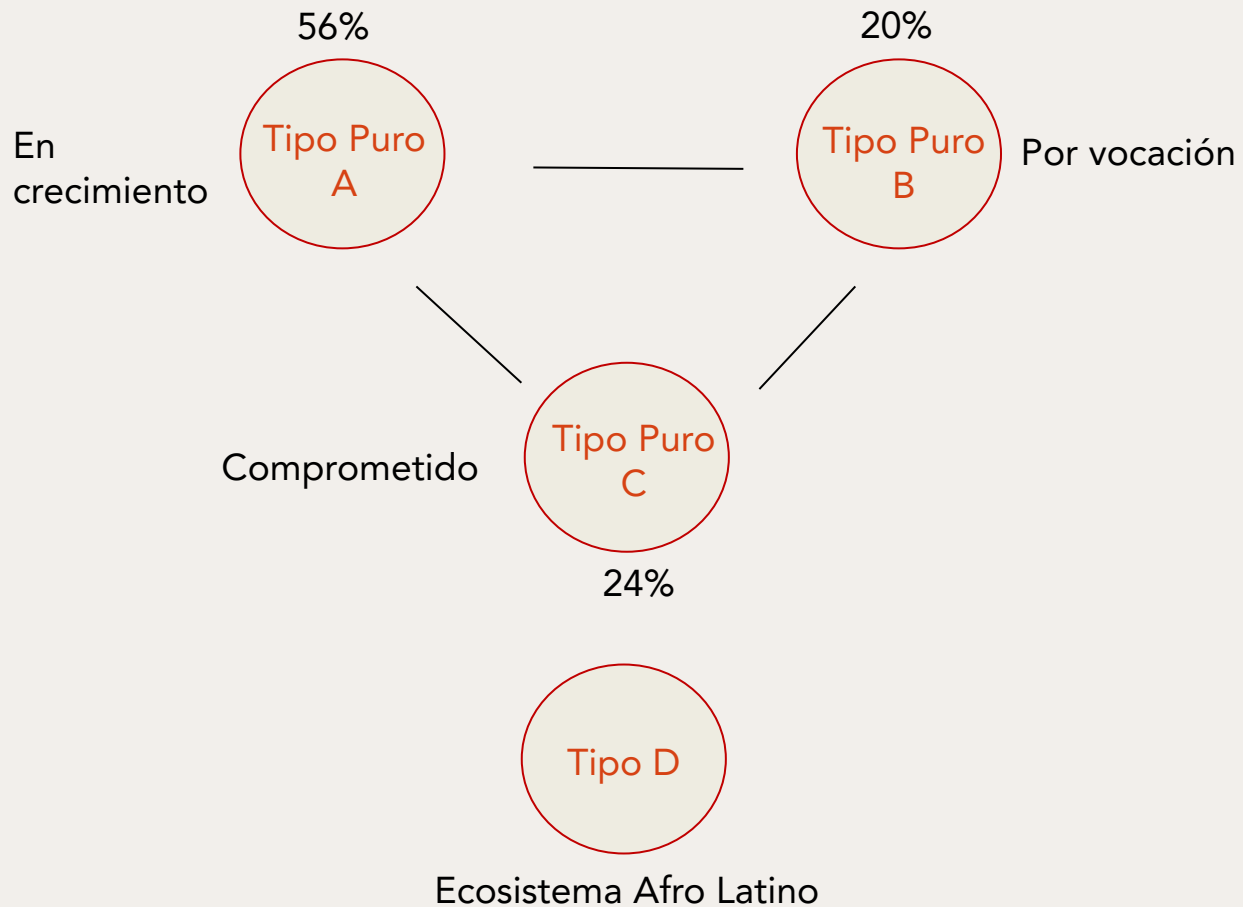 56%
20%
En
crecimiento
Tipo Puro
A
Tipo Puro
B
Por vocación
Comprometido
Tipo Puro
C
24%
Tipo D
Ecosistema Afro Latino